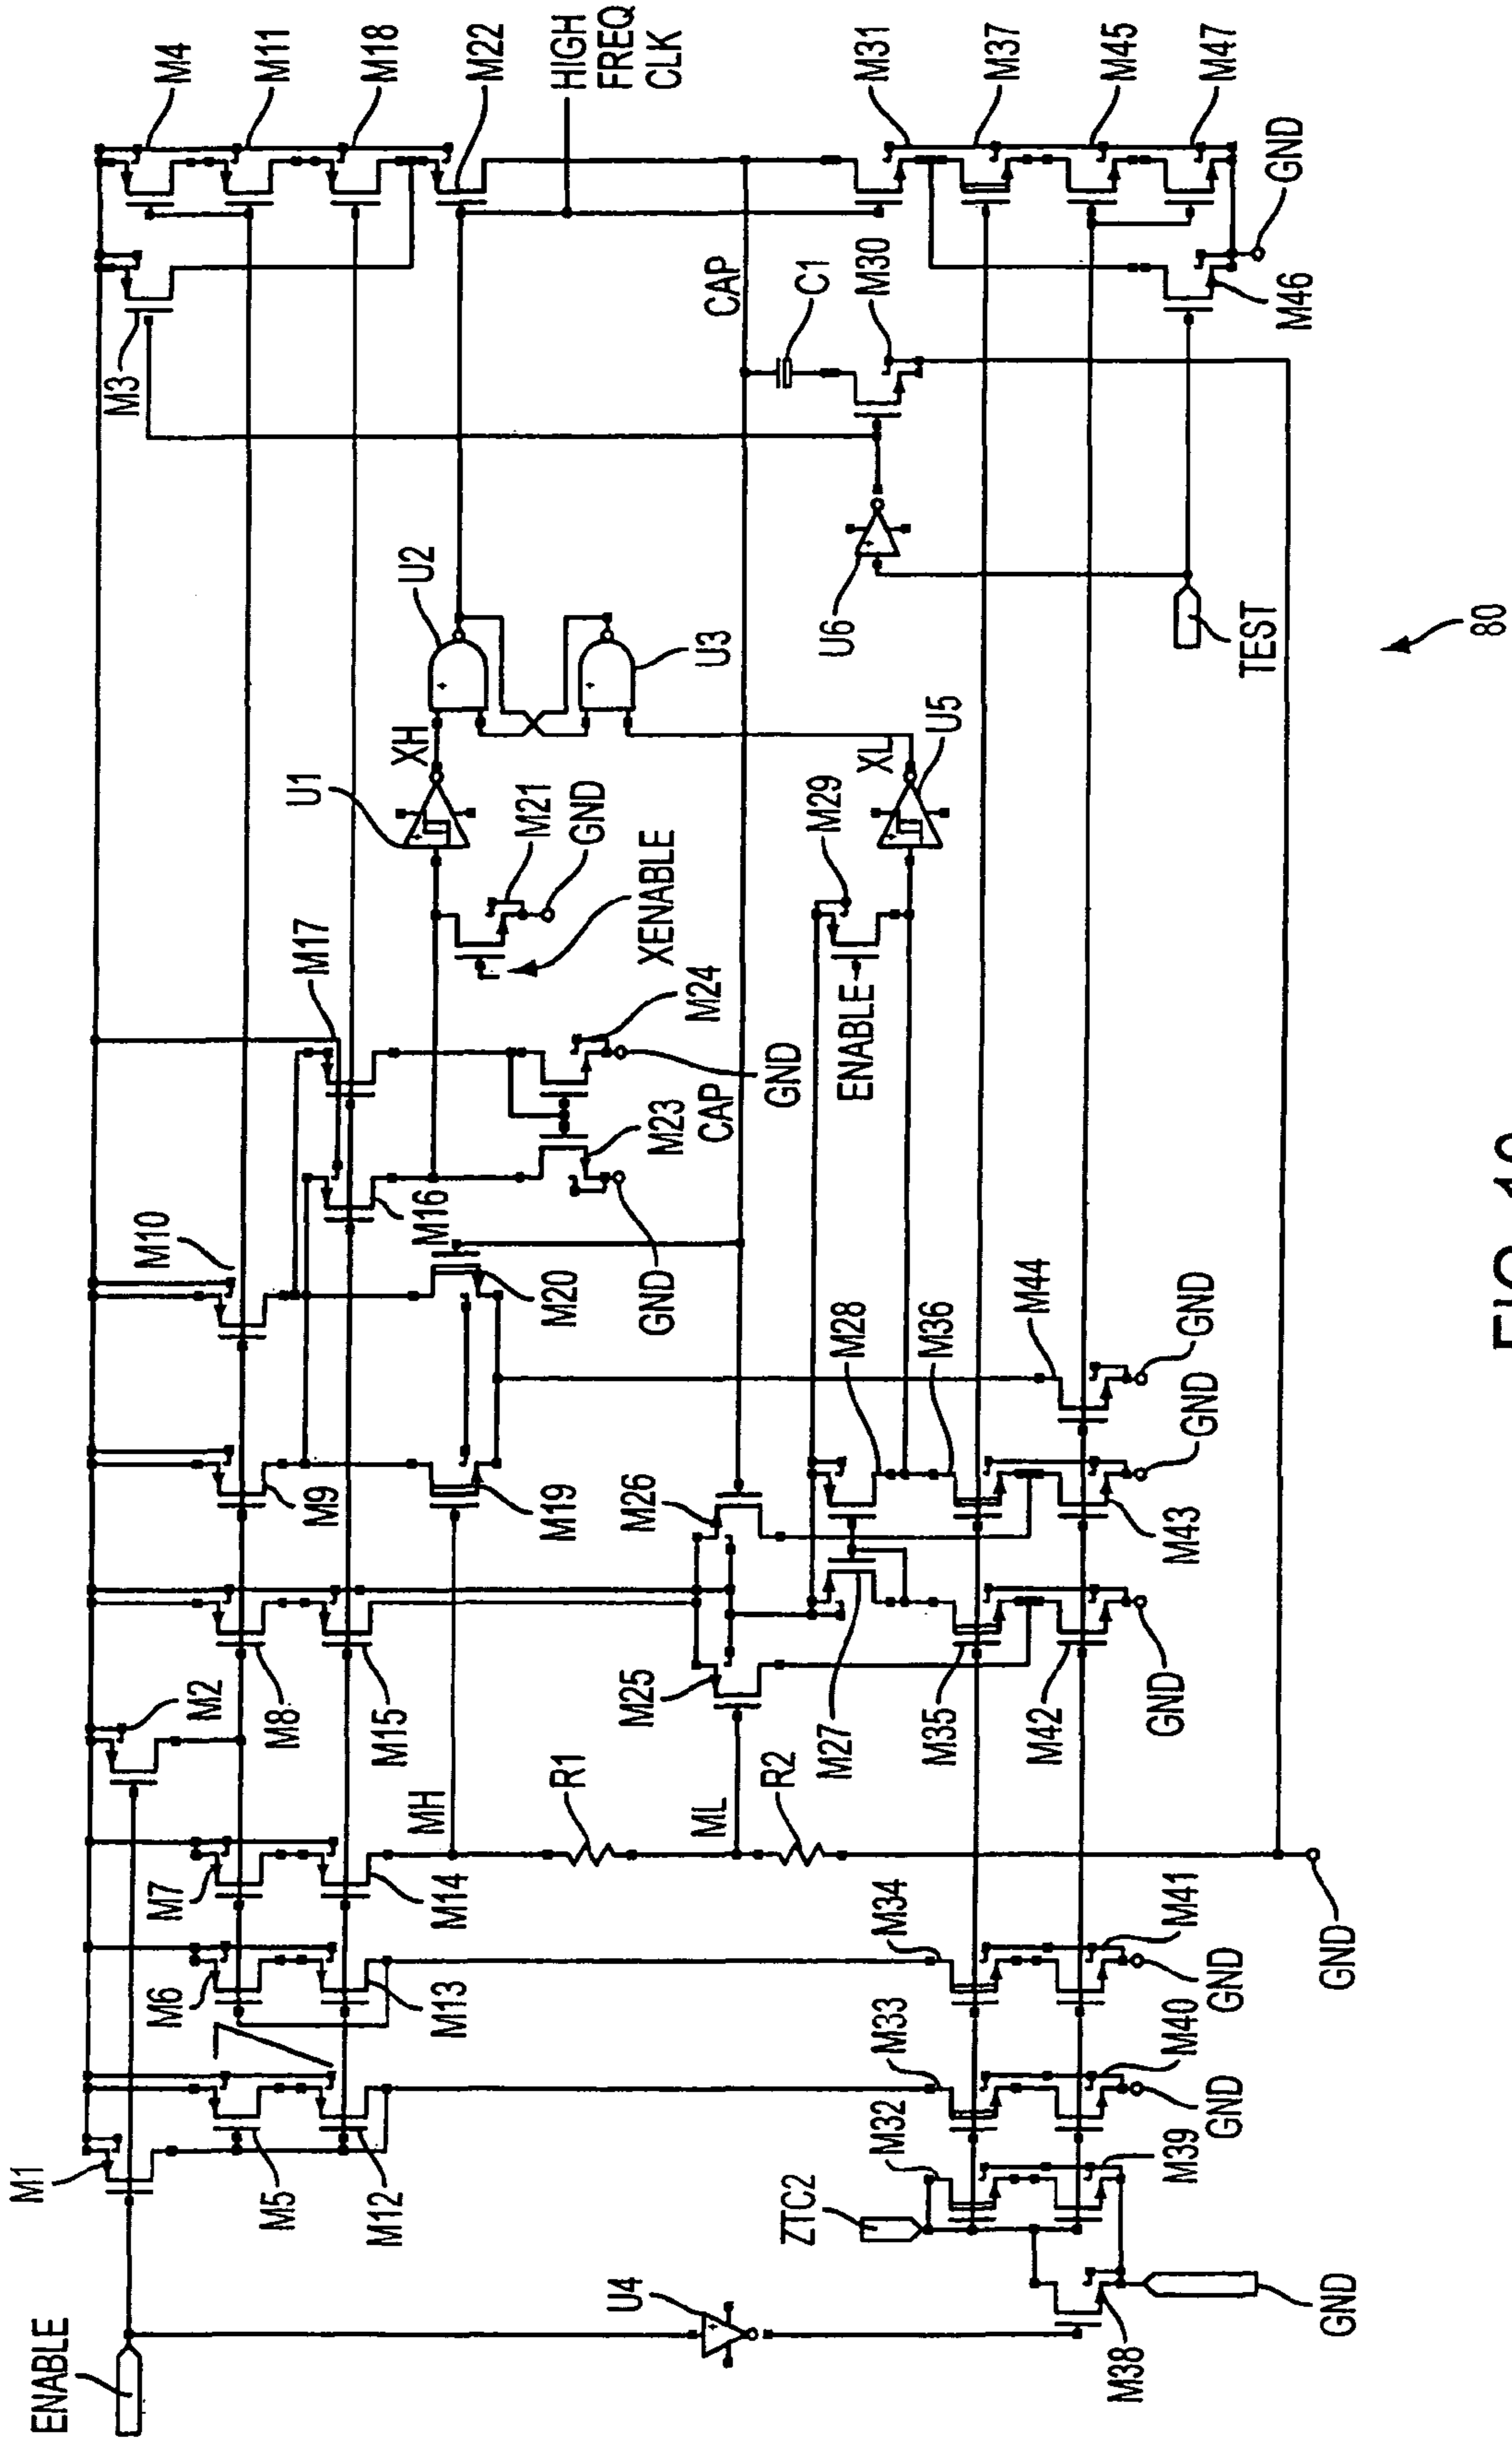 ENABLE
M1
M3
M4
M6
M7
M2
M10
M5
M12
M13
M14
M8
M15
M9
M16
M17
M11
M18
M22
U1
XH
U2
MH
M19
M20
M23
M24
M21
GND
XENABLE
HIGH
FREQ
CLK
U4
R1
M25
M26
GND
CAP
GND
U3
CAP
C1
ML
R2
M27
M28
ENABLE
M29
XL
U5
U6
M30
M31
ZTC2
M32
M33
M34
M35
M36
M44
M37
M42
M43
M45
M38
M39
M40
M41
GND
GND
GND
GND
GND
M47
GND
GND
GND
TEST
M46
GND
80